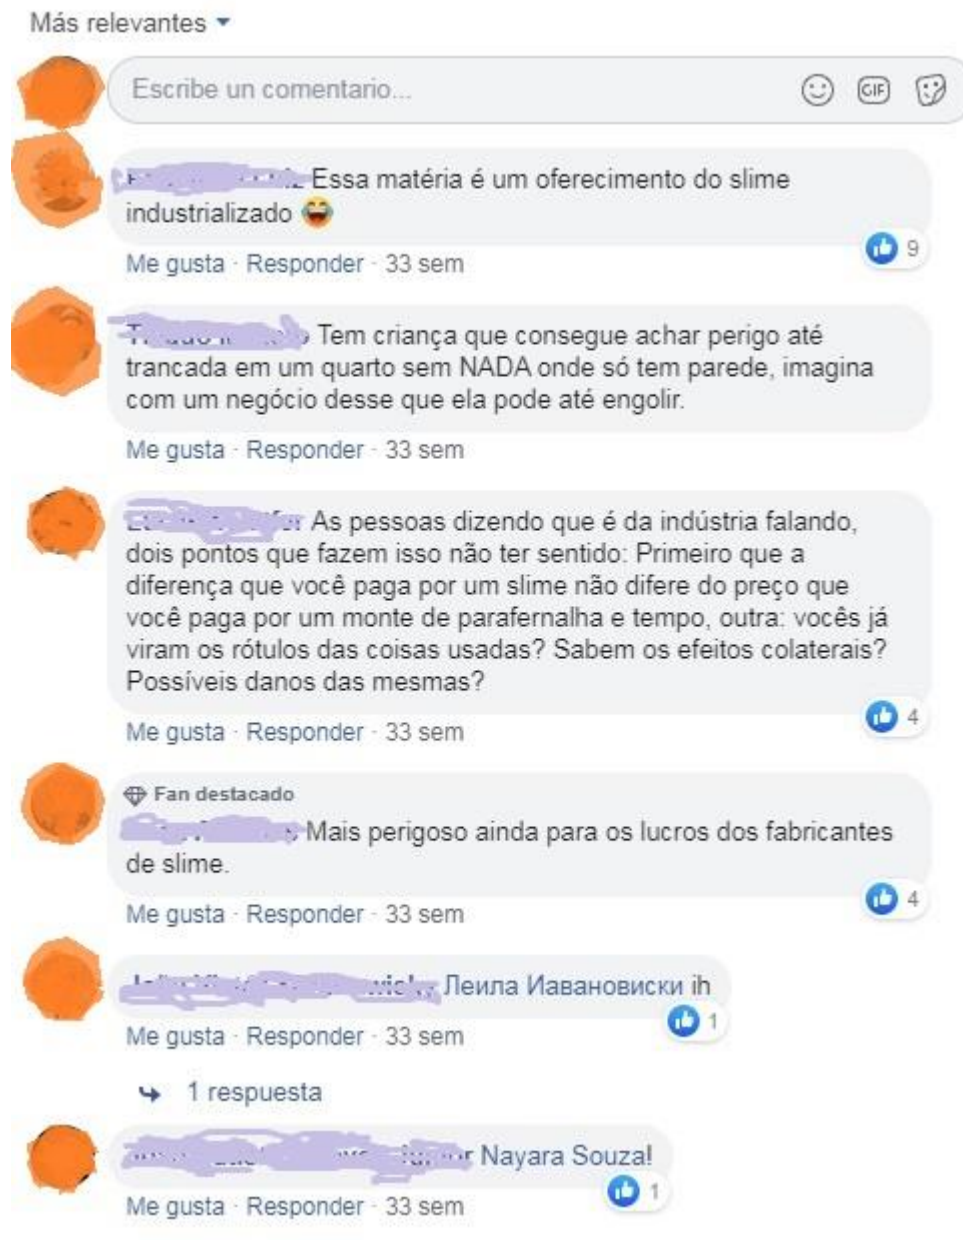 Más relevantes
Escribe un comentario...
GIF
Essa matéria é um oferecimento do slime
industrializado
9
Me gusta · Responder · 33 sem
Tem criança que consegue achar perigo até
trancada em um quarto sem NADA onde só tem parede, imagina
com um negócio desse que ela pode até engolir.
Me gusta · Responder · 33 sem
As pessoas dizendo que é da indústria falando,
dois pontos que fazem isso não ter sentido: Primeiro que a
diferença que você paga por um slime não difere do preço que
você paga por um monte de parafernalha e tempo, outra: vocês já
viram os rótulos das coisas usadas? Sabem os efeitos colaterais?
Possíveis danos das mesmas?
4
Me gusta · Responder · 33 sem
Fan destacado
Mais perigoso ainda para os lucros dos fabricantes
de slime.
4
Me gusta · Responder · 33 sem
Леила Иавановиски ih
1
Me gusta · Responder · 33 sem
1 respuesta
Nayara Souza!
1
Me gusta · Responder · 33 sem